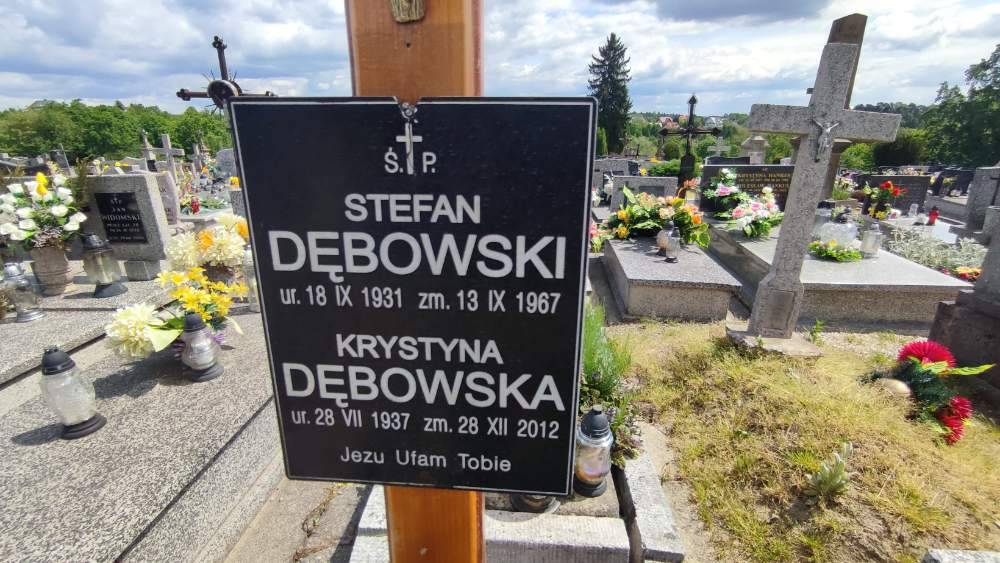 Ś.P.
STEFAN
DĘBOWSKI
ur. 18 IX 1931 zm. 13 IX 1967
KRYSTYNA
DĘBOWSKA
ur. 28 VII 1937 zm. 28 XII 2012
Jezu Ufam Tobie
JAN